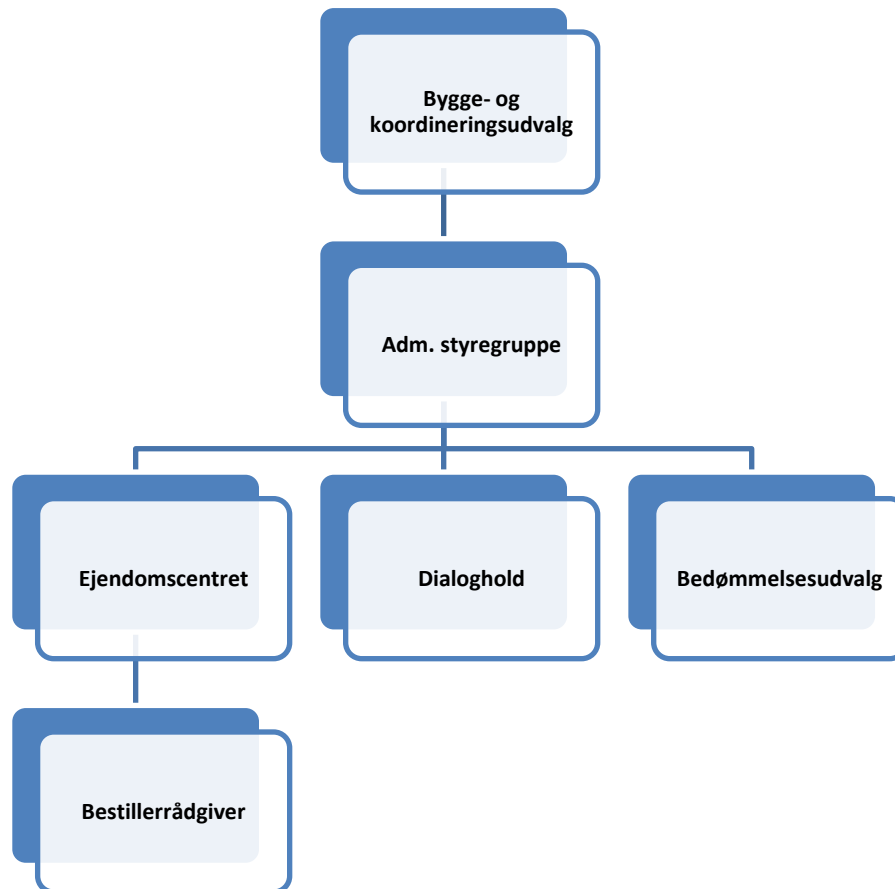 Bygge- og
koordineringsudvalg
Adm. styregruppe
Ejendomscentret
Dialoghold
Bedømmelsesudvalg
Bestillerrådgiver